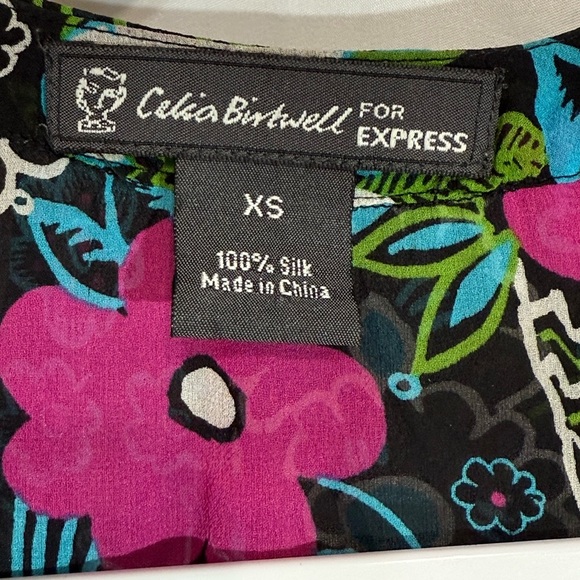 Celia Birtwell FOR
EXPRESS
XS
100% Silk
Made in China